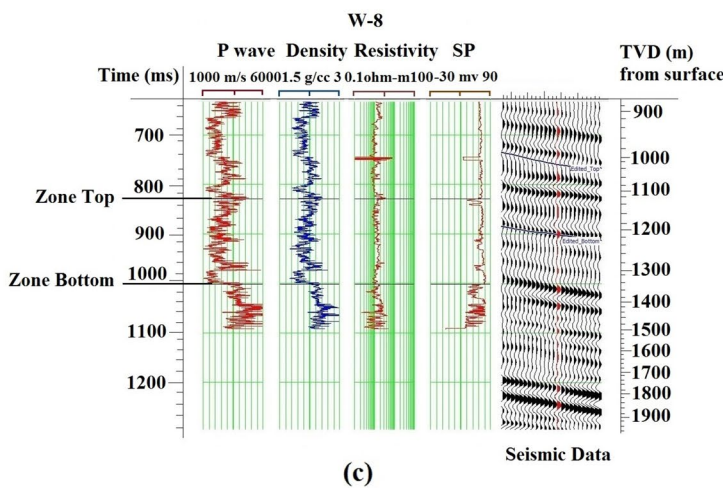 W-8
P wave Density Resistivity SP
TVD (m)
from surface
Time (ms)
1000 m/s 6000 1.5 g/cc 3 0.1ohm-m100 -30 mv 90
700
800
Zone Top
900
1000
Zone Bottom
1100
1200
900
1000
Edited_Top
1100
1200
Edited_Bottom
1300
1400
1500
1600
1700
1800
1900
Seismic Data
(c)